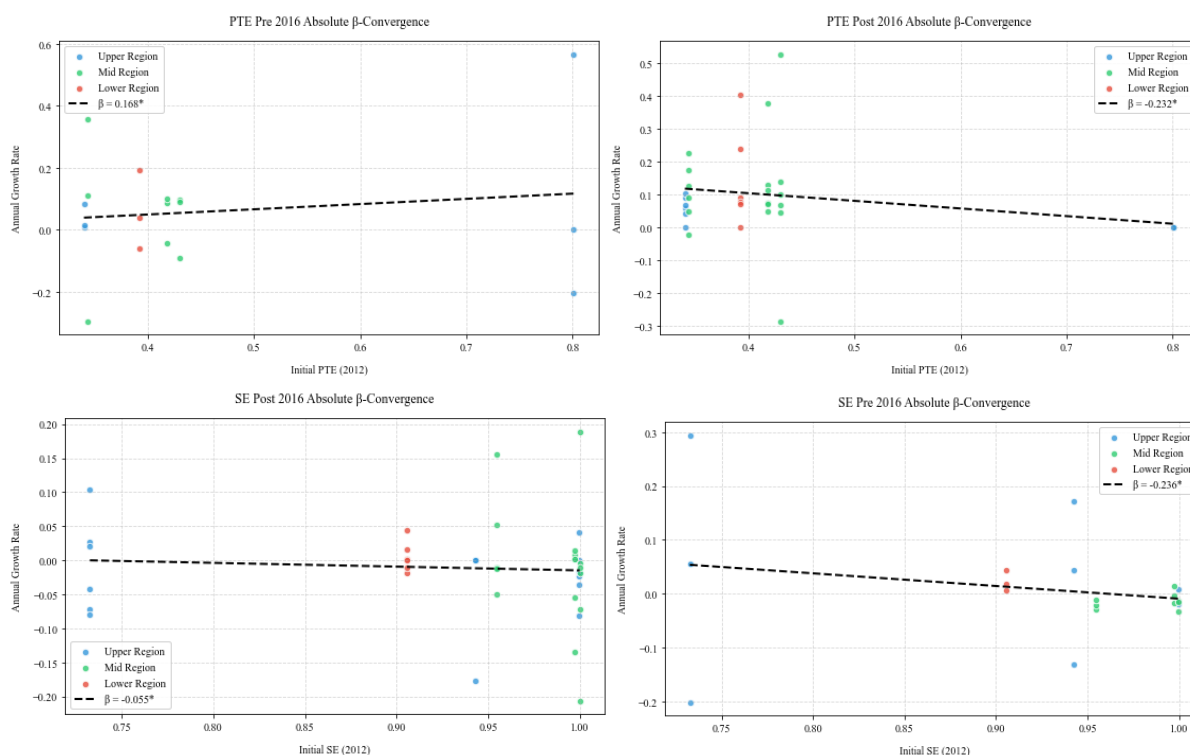 PTE Pre 2016 Absolute β-Convergence
Upper Region
Mid Region
Lower Region
β = 0.168*
Annual Growth Rate
0.6
0.4
0.2
0.0
−0.2
0.4 0.5 0.6 0.7 0.8
Initial PTE (2012)
PTE Post 2016 Absolute β-Convergence
Upper Region
Mid Region
Lower Region
β = -0.232*
Annual Growth Rate
0.5
0.4
0.3
0.2
0.1
0.0
−0.1
−0.2
−0.3
0.4 0.5 0.6 0.7 0.8
Initial PTE (2012)
SE Post 2016 Absolute β-Convergence
Annual Growth Rate
0.20
0.15
0.10
0.05
0.00
−0.05
−0.10
−0.15
−0.20
Upper Region
Mid Region
Lower Region
β = -0.055*
0.75 0.80 0.85 0.90 0.95 1.00
Initial SE (2012)
SE Pre 2016 Absolute β-Convergence
Upper Region
Mid Region
Lower Region
β = -0.236*
Annual Growth Rate
0.3
0.2
0.1
0.0
−0.1
−0.2
0.75 0.80 0.85 0.90 0.95 1.00
Initial SE (2012)